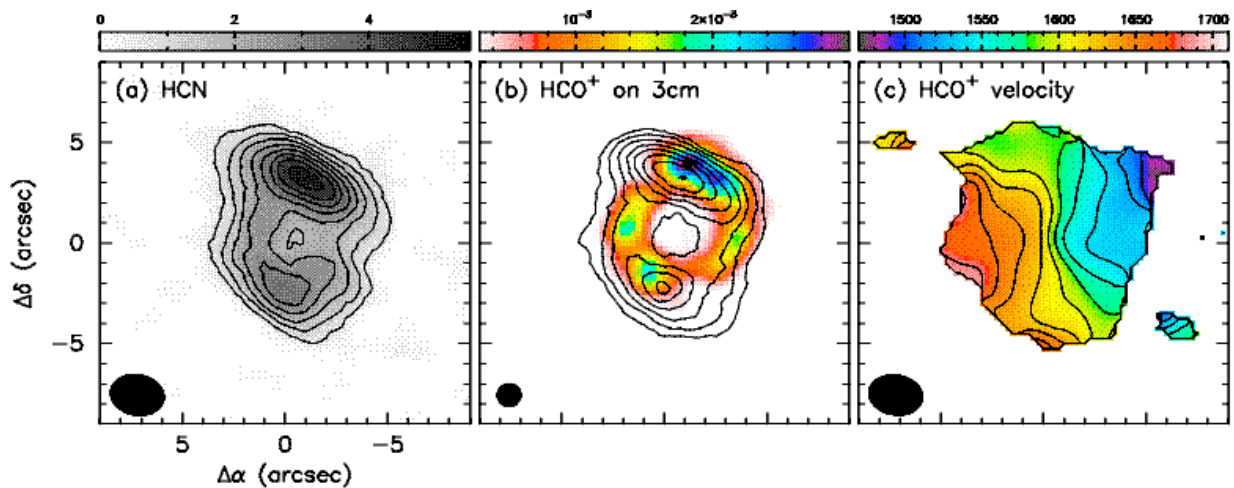 0 2 4
10⁻³ 2×10⁻³
1500 1550 1600 1650 1700
(a) HCN
(b) HCO⁺ on 3cm
(c) HCO⁺ velocity
5
0
−5
Δδ (arcsec)
5 0 −5
Δα (arcsec)